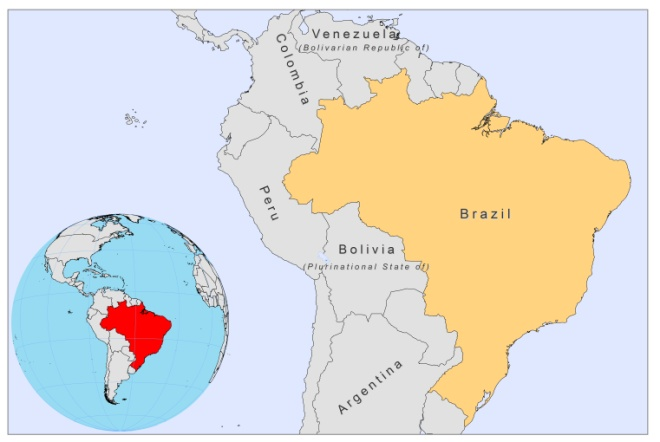 Venezuela
(Bolivarian Republic of)
Colombia
Peru
Brazil
Bolivia
(Plurinational State of)
Argentina